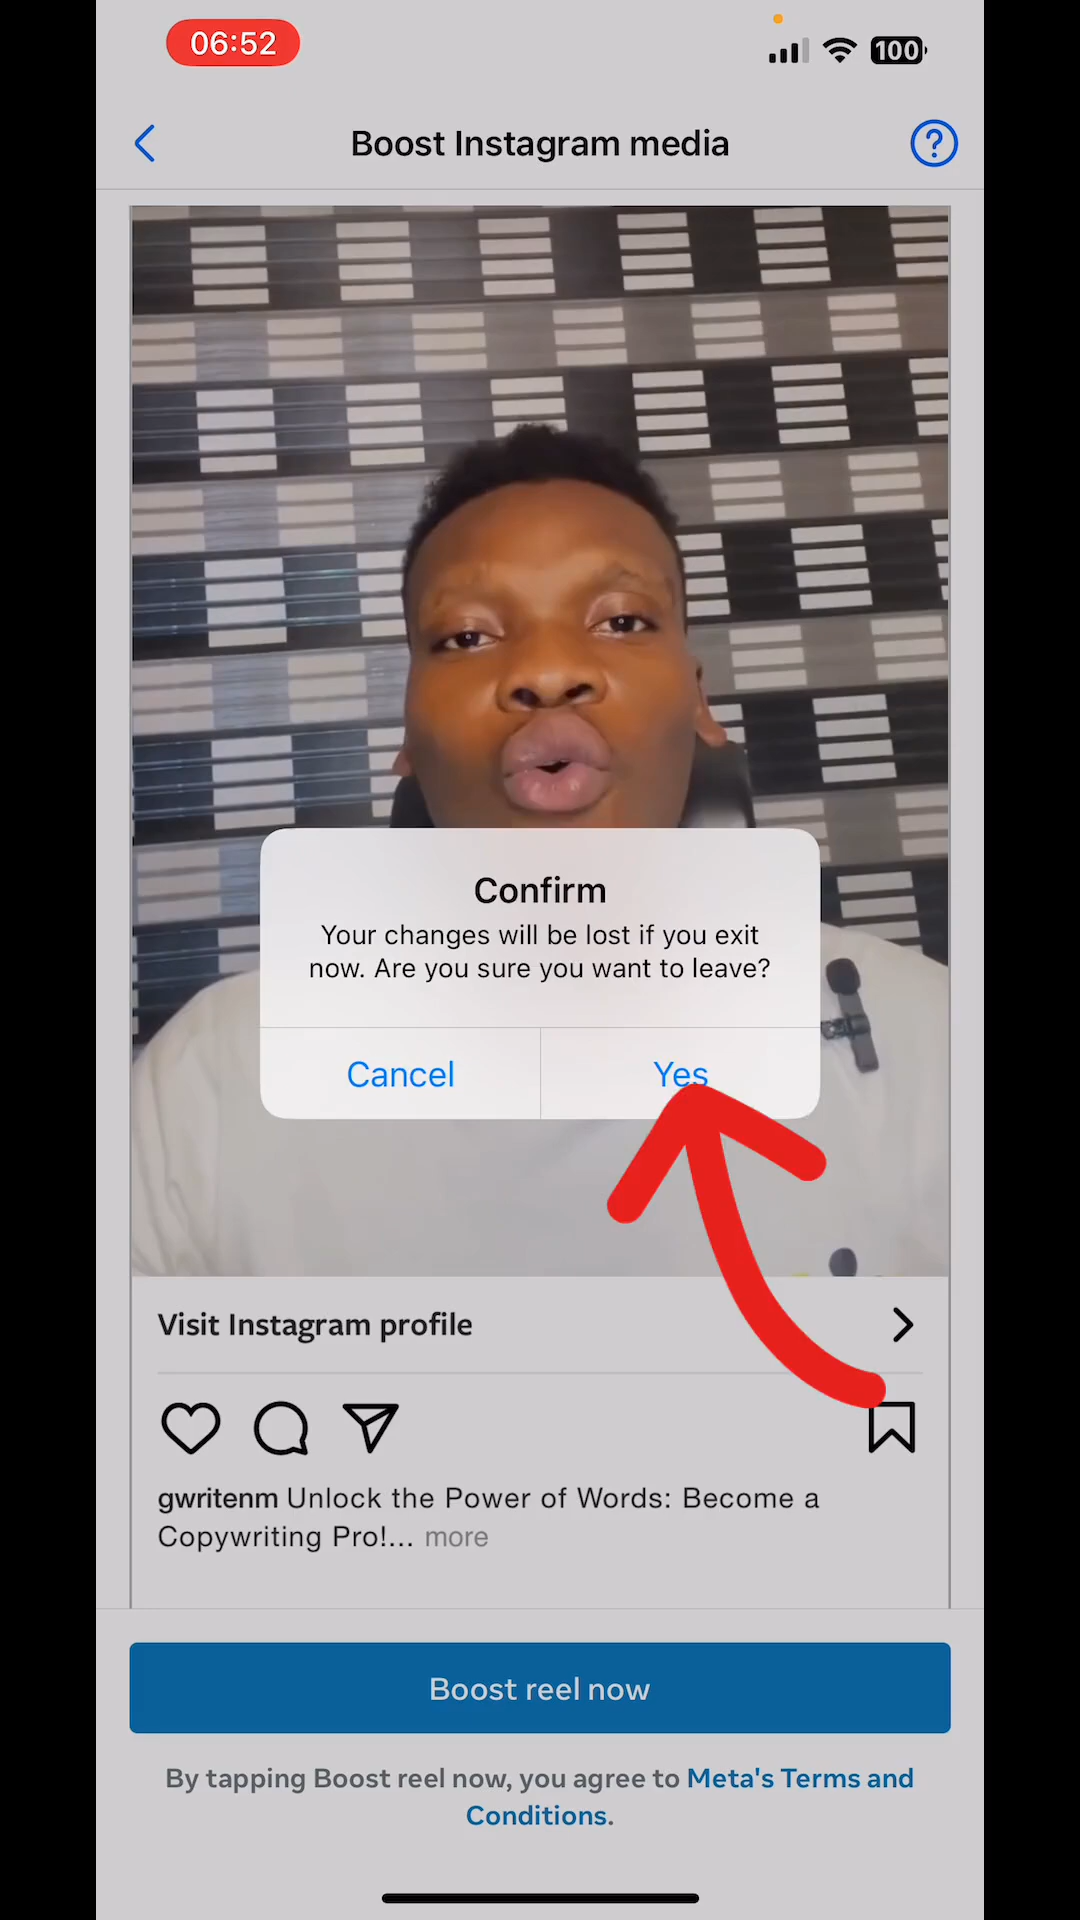 06:52
100
Boost Instagram media
?
Confirm
Your changes will be lost if you exit
now. Are you sure you want to leave?
Cancel
Yes
Visit Instagram profile
gwritenm Unlock the Power of Words: Become a
Copywriting Pro!... more
Boost reel now
By tapping Boost reel now, you agree to Meta's Terms and
Conditions.